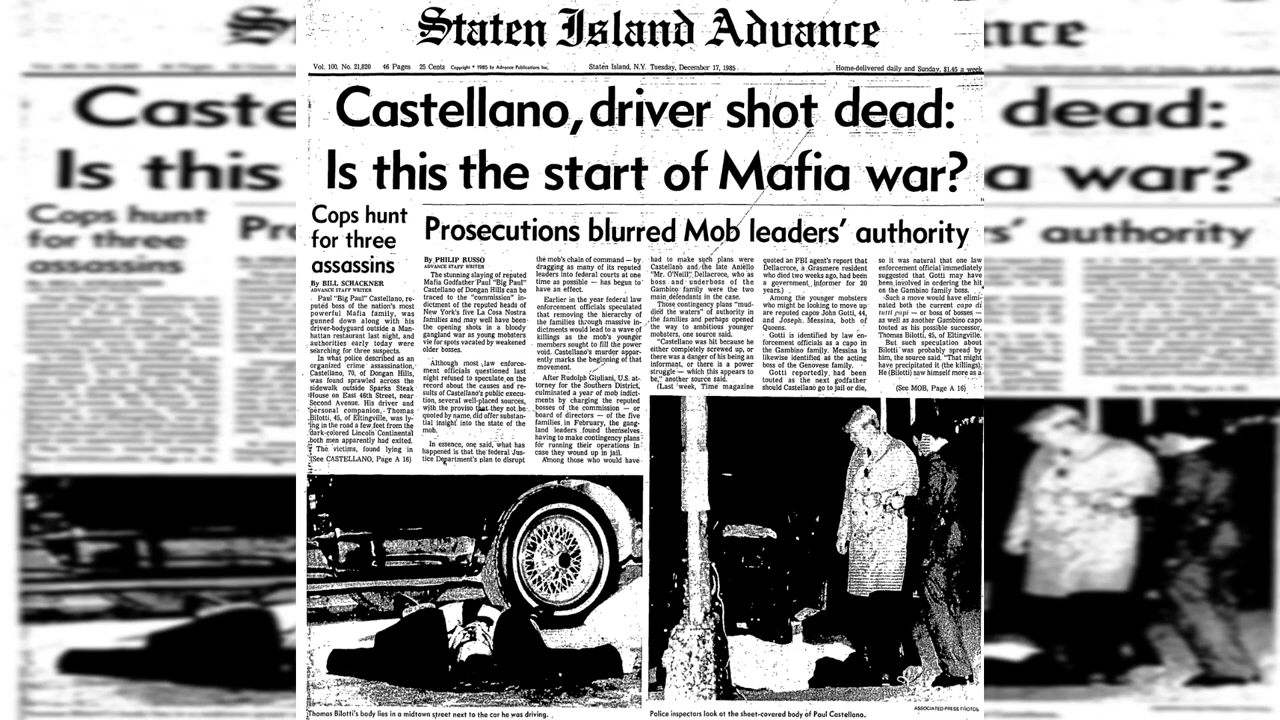 Staten Island Advance
Vol. 100, No. 21,820 46 Pages 25 Cents Copyright © 1985 by Advance Publications Inc. Staten Island, N.Y. Tuesday, December 17, 1985 Home-delivered daily and Sunday, $1.45 a week
Castellano, driver shot dead:
Is this the start of Mafia war?
Cops hunt
for three
assassins
By BILL SCHACKNER
ADVANCE STAFF WRITER
Paul "Big Paul" Castellano, re-
puted boss of the nation's most
powerful Mafia family, was
gunned down along with his
driver-bodyguard outside a Man-
hattan restaurant last night, and
authorities early today were
searching for three suspects.
In what police described as an
organized crime assassination,
Castellano, 70, of Dongan Hills,
was found sprawled across the
sidewalk outside Sparks Steak
House on East 46th Street, near
Second Avenue. His driver and
personal companion, Thomas
Bilotti, 45, of Eltingville, was ly-
ing in the road a few feet from the
dark-colored Lincoln Continental
both men apparently had exited.
The victims, found lying in
(See CASTELLANO, Page A 16)
Prosecutions blurred Mob leaders' authority
By PHILIP RUSSO
ADVANCE STAFF WRITER
The stunning slaying of reputed
Mafia Godfather Paul "Big Paul"
Castellano of Dongan Hills can be
traced to the "commission" in-
dictment of the reputed heads of
New York's five La Cosa Nostra
families and may well have been
the opening shots in a bloody
gangland war as young mobsters
vie for spots vacated by weakened
older bosses.
Although most law enforce-
ment officials questioned last
night refused to speculate on the
record about the causes and re-
sults of Castellano's public execu-
tion, several well-placed sources,
with the proviso that they not be
quoted by name, did offer substan-
tial insight into the state of the
mob.
In essence, one said, what has
happened is that the federal Jus-
tice Department's plan to disrupt
the mob's chain of command — by
dragging as many of its reputed
leaders into federal courts at one
time as possible — has begun to
have an effect.
Earlier in the year federal law
enforcement officials speculated
that removing the hierarchy of
the families through massive in-
dictments would lead to a wave of
killings as the mob's younger
members sought to fill the power
void. Castellano's murder appar-
ently marks the beginning of that
movement.
After Rudolph Giuliani, U.S. at-
torney for the Southern District,
culminated a year of mob indict-
ments by charging the reputed
bosses of the commission — or
board of directors — of the five
families in February, the gang-
land leaders found themselves
having to make contingency plans
for running their operations in
case they wound up in jail.
Among those who would have
had to make such plans were
Castellano and the late Aniello
"Mr. O'Neill" Dellacroce, who as
boss and underboss of the
Gambino family were the two
main defendants in the case.
Those contingency plans "mud-
died the waters" of authority in
the families and perhaps opened
the way to ambitious younger
mobsters, one source said.
"Castellano was hit because he
either completely screwed up, or
there was a danger of his being an
informant, or there is a power
struggle — which this appears to
be," another source said.
(Last week, Time magazine
quoted an FBI agent's report that
Dellacroce, a Grasmere resident
who died two weeks ago, had been
a government informer for 20
years.)
Among the younger mobsters
who might be looking to move up
are reputed capos John Gotti, 44,
and Joseph Messina, both of
Queens.
Gotti is identified by law en-
forcement officials as a capo in
the Gambino family. Messina is
likewise identified as the acting
boss of the Genovese family.
Gotti reportedly, had been
touted as the next godfather
should Castellano go to jail or die,
so it was natural that one law
enforcement official immediately
suggested that Gotti may have
been involved in ordering the hit
on the Gambino family boss.
Such a move would have elimi-
nated both the current capo di
tutti capi — or boss of bosses —
as well as another Gambino capo
touted as his possible successor,
Thomas Bilotti, 45, of Eltingville.
But such speculation about
Bilotti was probably spread by
him, the source said. "That might
have precipitated it (the killings).
He (Bilotti) saw himself more as a
(See MOB, Page A 16)
Thomas Bilotti's body lies in a midtown street next to the car he was driving.
ASSOCIATED PRESS PHOTOS
Police inspectors look at the sheet-covered body of Paul Castellano.